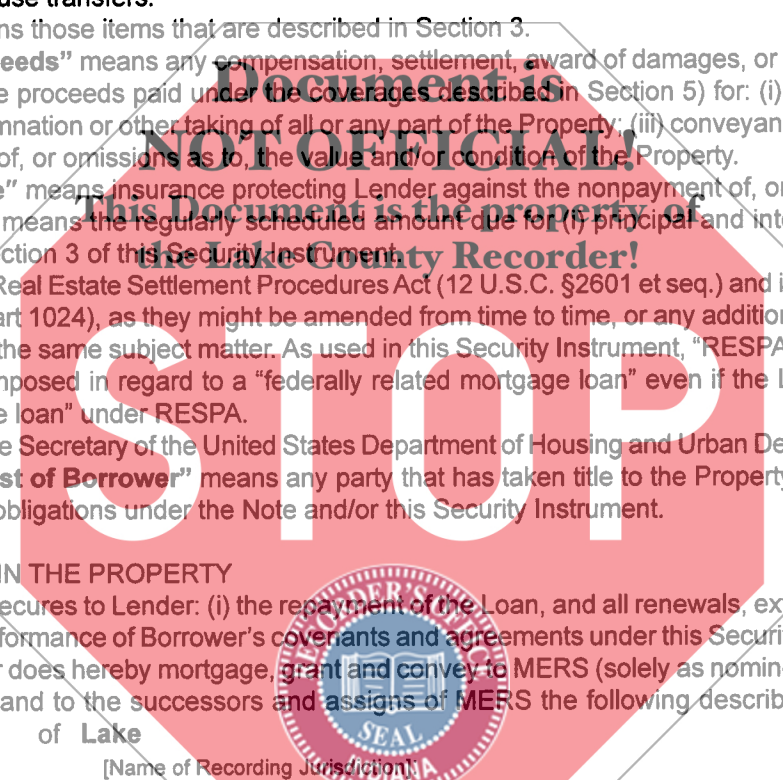 use transfers.
ns those items that are described in Section 3.
eeds” means any compensation, settlement, award of damages, or
e proceeds paid under the coverages described in Section 5) for: (i)
mnation or other taking of all or any part of the Property; (iii) conveyan
of, or omissions as to, the value and/or condition of the Property.
e” means insurance protecting Lender against the nonpayment of, or
means the regularly scheduled amount due for (i) principal and inte
ction 3 of this Security Instrument.
Real Estate Settlement Procedures Act (12 U.S.C. §2601 et seq.) and i
art 1024), as they might be amended from time to time, or any addition
the same subject matter. As used in this Security Instrument, “RESPA
mposed in regard to a “federally related mortgage loan” even if the L
e loan” under RESPA.
e Secretary of the United States Department of Housing and Urban De
st of Borrower” means any party that has taken title to the Property
obligations under the Note and/or this Security Instrument.
IN THE PROPERTY
ecures to Lender: (i) the repayment of the Loan, and all renewals, ex
formance of Borrower’s covenants and agreements under this Securi
r does hereby mortgage, grant and convey to MERS (solely as nomin
and to the successors and assigns of MERS the following describ
of Lake
[Name of Recording Jurisdiction]:
Document is
NOT OFFICIAL!
This Document is the property of
the Lake County Recorder!
STOP
SEAL
INDIANA